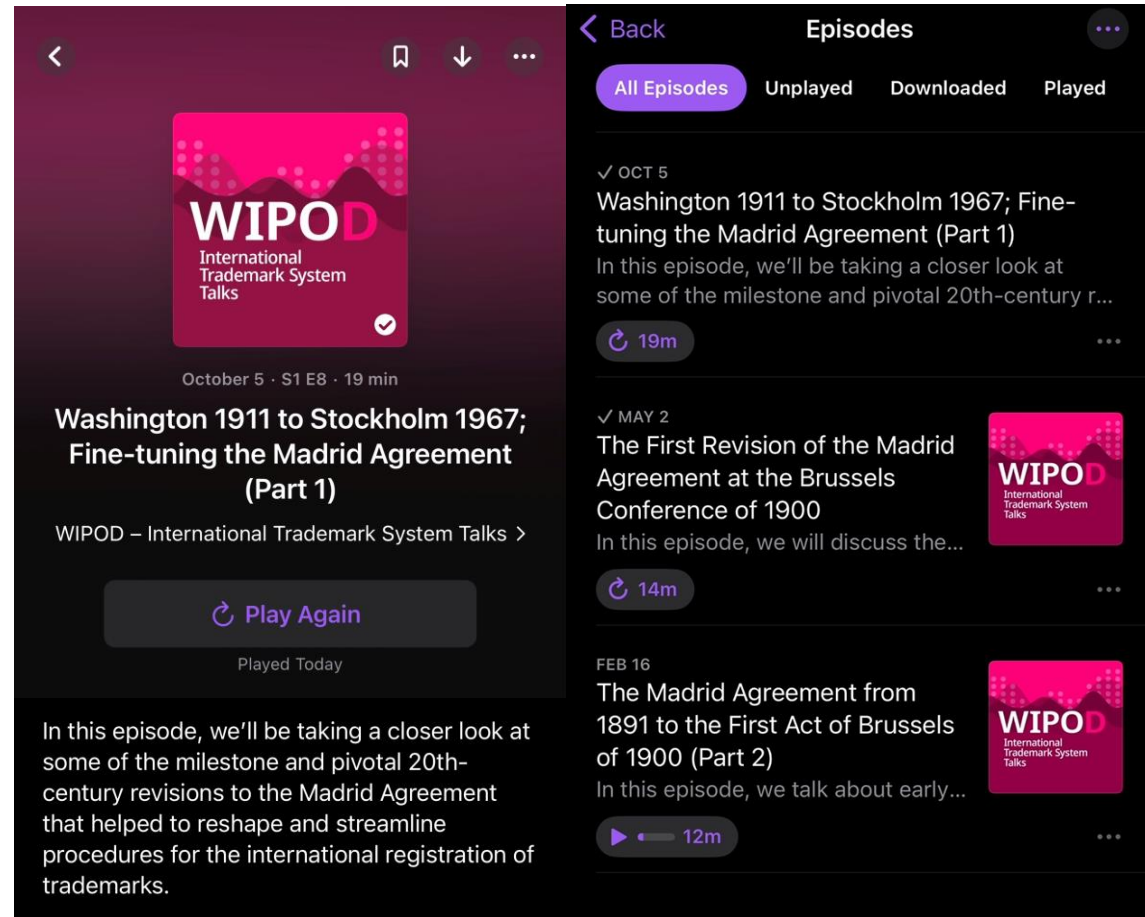 WIPOD
International
Trademark System
Talks
October 5 · S1 E8 · 19 min
Washington 1911 to Stockholm 1967;
Fine-tuning the Madrid Agreement
(Part 1)
WIPOD – International Trademark System Talks >
Play Again
Played Today
In this episode, we'll be taking a closer look at
some of the milestone and pivotal 20th-
century revisions to the Madrid Agreement
that helped to reshape and streamline
procedures for the international registration of
trademarks.
Back
Episodes
All Episodes Unplayed Downloaded Played
✓ OCT 5
Washington 1911 to Stockholm 1967; Fine-
tuning the Madrid Agreement (Part 1)
In this episode, we'll be taking a closer look at
some of the milestone and pivotal 20th-century r...
19m
✓ MAY 2
The First Revision of the Madrid
Agreement at the Brussels
Conference of 1900
In this episode, we will discuss the...
WIPOD
International
Trademark System
Talks
14m
FEB 16
The Madrid Agreement from
1891 to the First Act of Brussels
of 1900 (Part 2)
In this episode, we talk about early...
WIPOD
International
Trademark System
Talks
12m